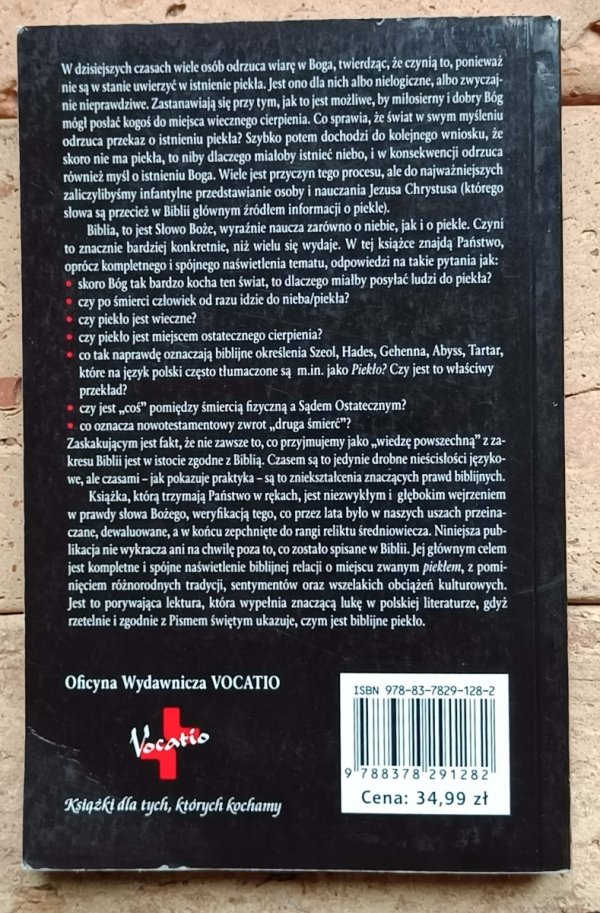 W dzisiejszych czasach wiele osób odrzuca wiarę w Boga, twierdząc, że czynią to, ponieważ
nie są w stanie uwierzyć w istnienie piekła. Jest ono dla nich albo nielogiczne, albo zwyczaj-
nie nieprawdziwe. Zastanawiają się przy tym, jak to jest możliwe, by miłosierny i dobry Bóg
mógł posłać kogoś do miejsca wiecznego cierpienia. Co sprawia, że świat w swym myśleniu
odrzuca przekaz o istnieniu piekła? Szybko potem dochodzi do kolejnego wniosku, że
skoro nie ma piekła, to niby dlaczego miałoby istnieć niebo, i w konsekwencji odrzuca
również myśl o istnieniu Boga. Wiele jest przyczyn tego procesu, ale do najważniejszych
zaliczylibyśmy infantylne przedstawianie osoby i nauczania Jezusa Chrystusa (którego
słowa są przecież w Biblii głównym źródłem informacji o piekle).
Biblia, to jest Słowo Boże, wyraźnie naucza zarówno o niebie, jak i o piekle. Czyni
to znacznie bardziej konkretnie, niż wielu się wydaje. W tej książce znajdą Państwo,
oprócz kompletnego i spójnego naświetlenia tematu, odpowiedzi na takie pytania jak:
• skoro Bóg tak bardzo kocha ten świat, to dlaczego miałby posyłać ludzi do piekła?
• czy po śmierci człowiek od razu idzie do nieba/piekła?
• czy piekło jest wieczne?
• czy piekło jest miejscem ostatecznego cierpienia?
• co tak naprawdę oznaczają biblijne określenia Szeol, Hades, Gehenna, Abyss, Tartar,
które na język polski często tłumaczone są m.in. jako Piekło? Czy jest to właściwy
przekład?
• czy jest „coś" pomiędzy śmiercią fizyczną a Sądem Ostatecznym?
• co oznacza nowotestamentowy zwrot „druga śmierć"?
Zaskakującym jest fakt, że nie zawsze to, co przyjmujemy jako „wiedzę powszechną" z za-
kresu Biblii jest w istocie zgodne z Biblią. Czasem są to jedynie drobne nieścisłości języko-
we, ale czasami – jak pokazuje praktyka – są to zniekształcenia znaczących prawd biblijnych.
Książka, którą trzymają Państwo w rękach, jest niezwykłym i głębokim wejrzeniem
w prawdy słowa Bożego, weryfikacją tego, co przez lata było w naszych uszach przeina-
czane, dewaluowane, a w końcu zepchnięte do rangi reliktu średniowiecza. Niniejsza pu-
blikacja nie wykracza ani na chwilę poza to, co zostało spisane w Biblii. Jej głównym celem
jest kompletne i spójne naświetlenie biblijnej relacji o miejscu zwanym piekłem, z pomi-
nięciem różnorodnych tradycji, sentymentów oraz wszelakich obciążeń kulturowych.
Jest to porywająca lektura, która wypełnia znaczącą lukę w polskiej literaturze, gdyż
rzetelnie i zgodnie z Pismem świętym ukazuje, czym jest biblijne piekło.
Oficyna Wydawnicza VOCATIO
Vocatio
Książki dla tych, których kochamy
ISBN 978-83-7829-128-2
9 788378 291282
Cena: 34,99 zł